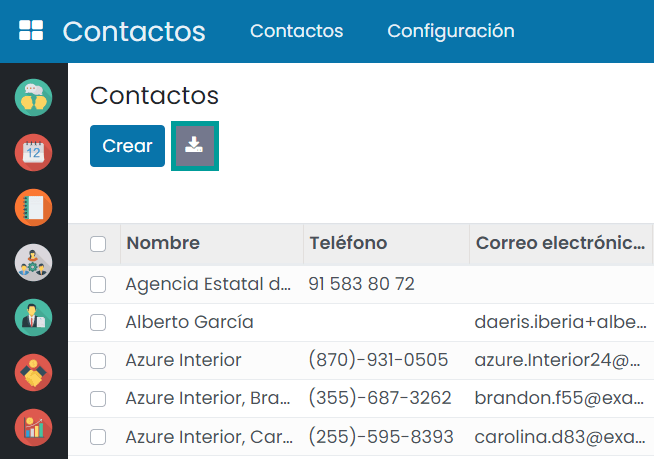 Contactos Contactos Configuración
Contactos
Crear
Nombre Teléfono Correo electrónic...
Agencia Estatal d... 91 583 80 72
Alberto García daeris.iberia+albe...
Azure Interior (870)-931-0505 azure.Interior24@...
Azure Interior, Bra... (355)-687-3262 brandon.f55@exa...
Azure Interior, Car... (255)-595-8393 carolina.d83@exa...
12